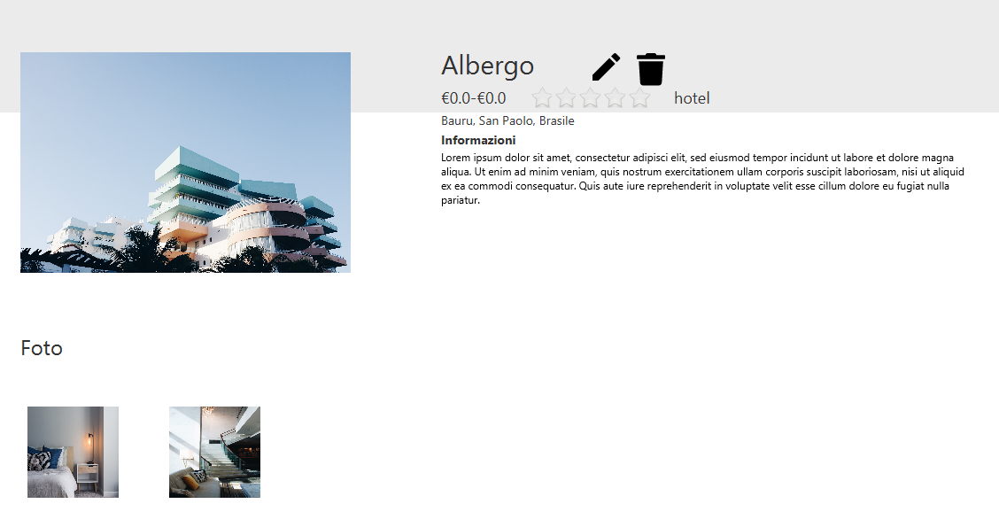 Albergo
€0.0-€0.0 hotel
Bauru, San Paolo, Brasile
Informazioni
Lorem ipsum dolor sit amet, consectetur adipisci elit, sed eiusmod tempor incidunt ut labore et dolore magna
aliqua. Ut enim ad minim veniam, quis nostrum exercitationem ullam corporis suscipit laboriosam, nisi ut aliquid
ex ea commodi consequatur. Quis aute iure reprehenderit in voluptate velit esse cillum dolore eu fugiat nulla
pariatur.
Foto